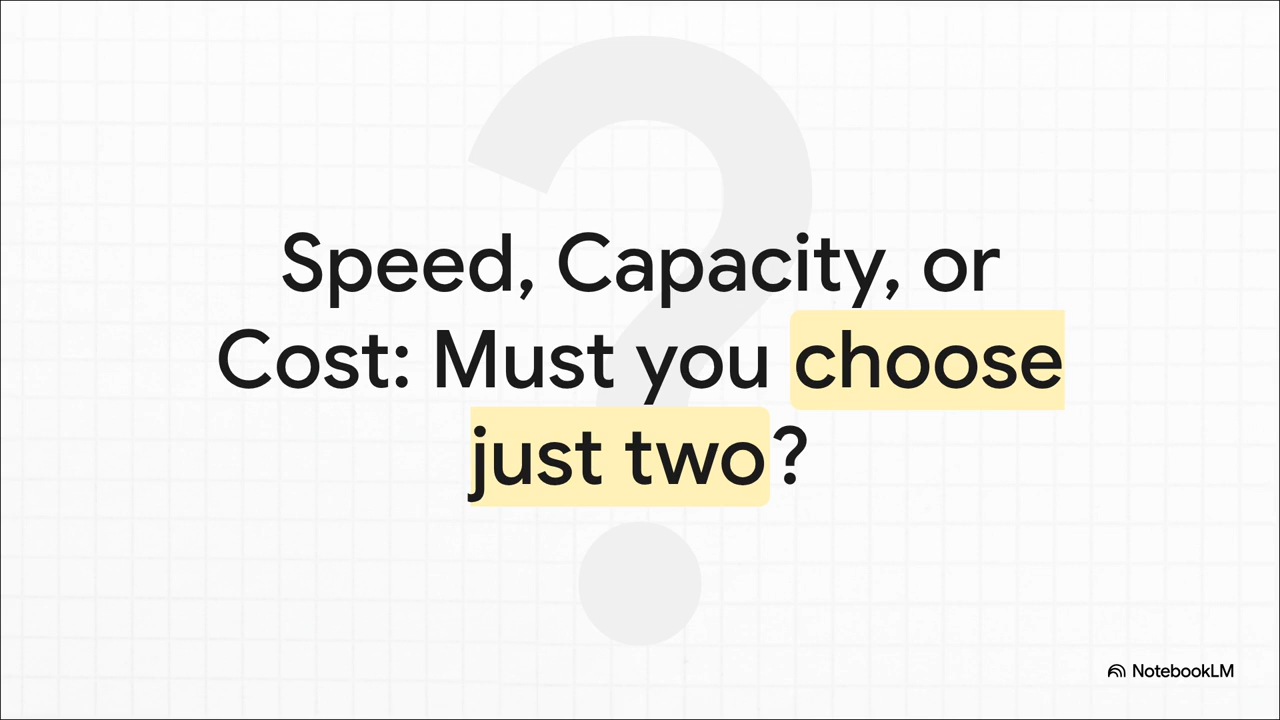 Speed, Capacity, or
Cost: Must you choose
just two?
NotebookLM